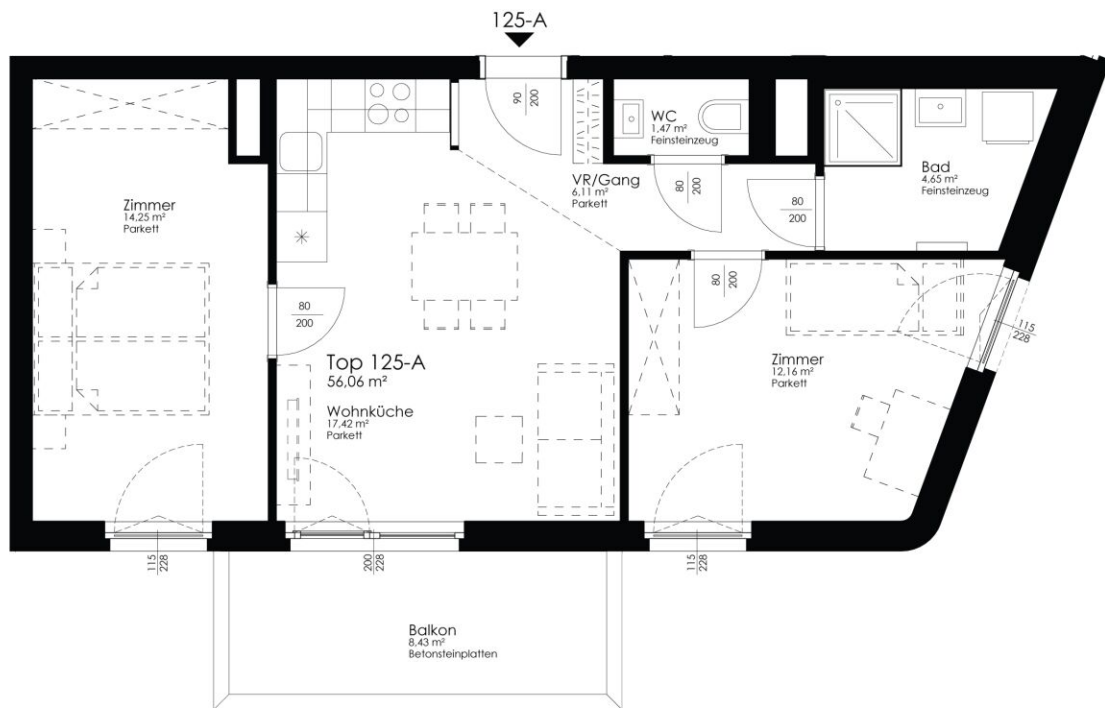 125-A
90
200
WC
1,47 m²
Feinsteinzeug
VR/Gang
6,11 m²
Parkett
80
200
80
200
Bad
4,65 m²
Feinsteinzeug
Zimmer
14,25 m²
Parkett
80
200
80
200
Top 125-A
56,06 m²
Wohnküche
17,42 m²
Parkett
Zimmer
12,16 m²
Parkett
115
228
115
228
200
228
115
228
Balkon
8,43 m²
Betonsteinplatten